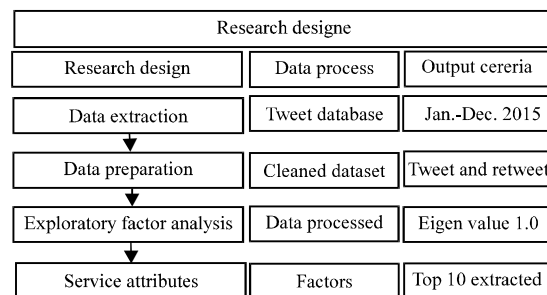 Research designe
Research design Data process Output cereria
Data extraction Tweet database Jan.-Dec. 2015
Data preparation Cleaned dataset Tweet and retweet
Exploratory factor analysis Data processed Eigen value 1.0
Service attributes Factors Top 10 extracted